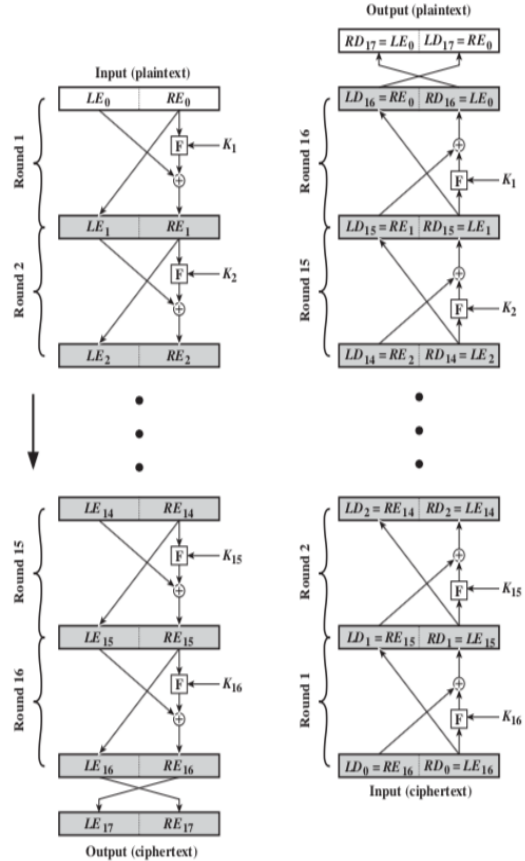 Input (plaintext)
LE0 RE0
Round 1
F K1
LE1 RE1
Round 2
F K2
LE2 RE2
LE14 RE14
Round 15
F K15
LE15 RE15
Round 16
F K16
LE16 RE16
LE17 RE17
Output (ciphertext)
Output (plaintext)
RD17 = LE0 LD17 = RE0
LD16 = RE0 RD16 = LE0
Round 16
F K1
LD15 = RE1 RD15 = LE1
Round 15
F K2
LD14 = RE2 RD14 = LE2
LD2 = RE14 RD2 = LE14
Round 2
F K15
LD1 = RE15 RD1 = LE15
Round 1
F K16
LD0 = RE16 RD0 = LE16
Input (ciphertext)